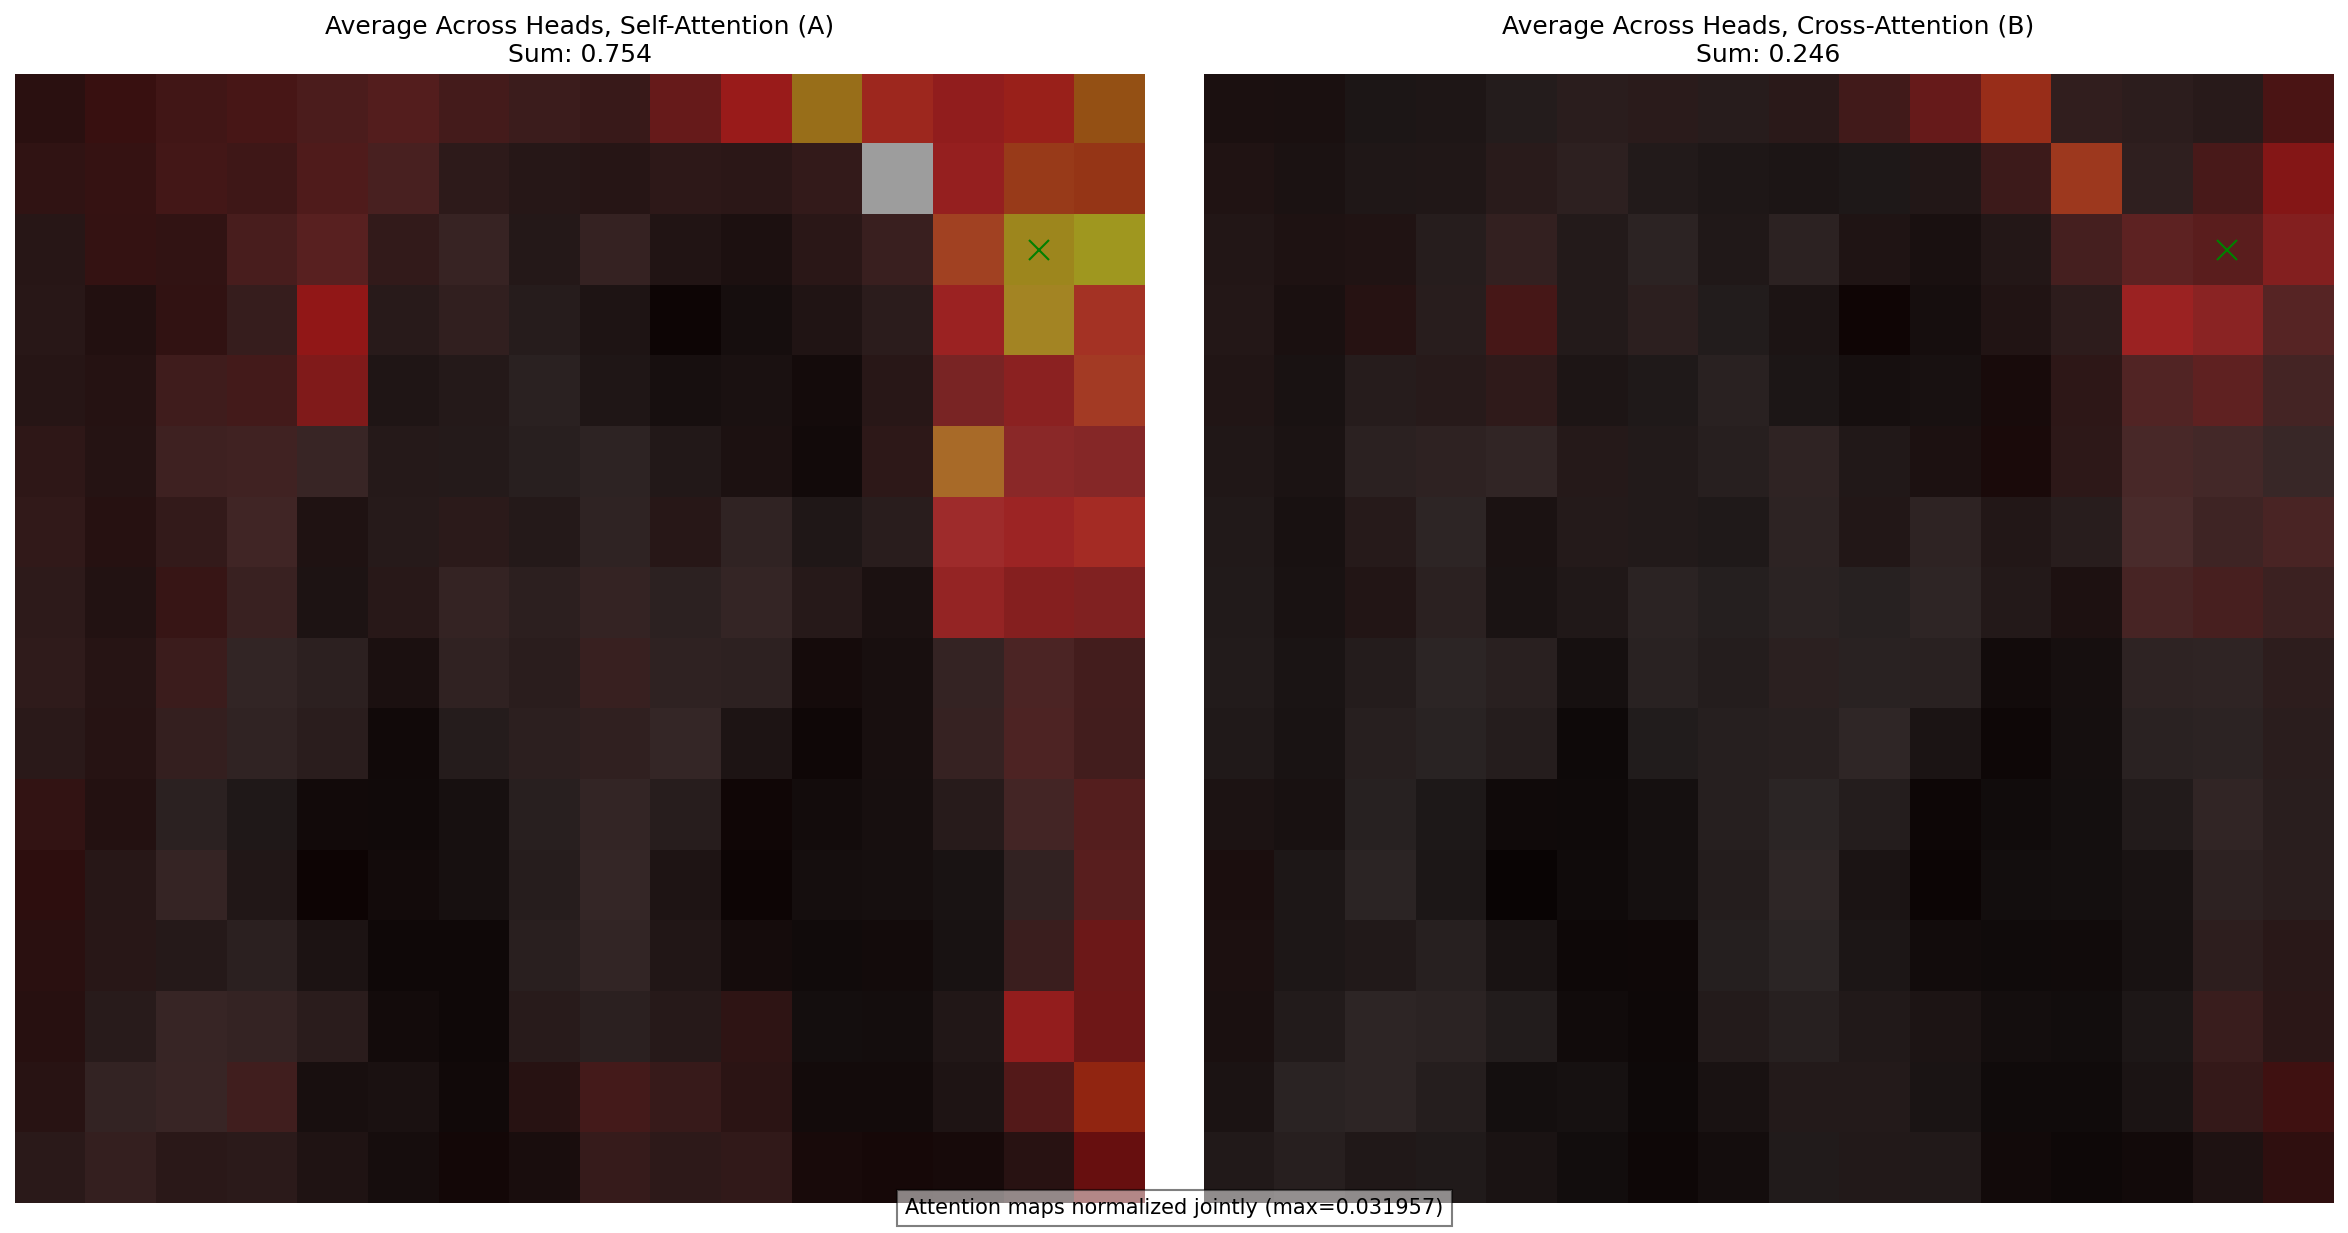 Average Across Heads, Self-Attention (A)
Sum: 0.754
Average Across Heads, Cross-Attention (B)
Sum: 0.246
Attention maps normalized jointly (max=0.031957)